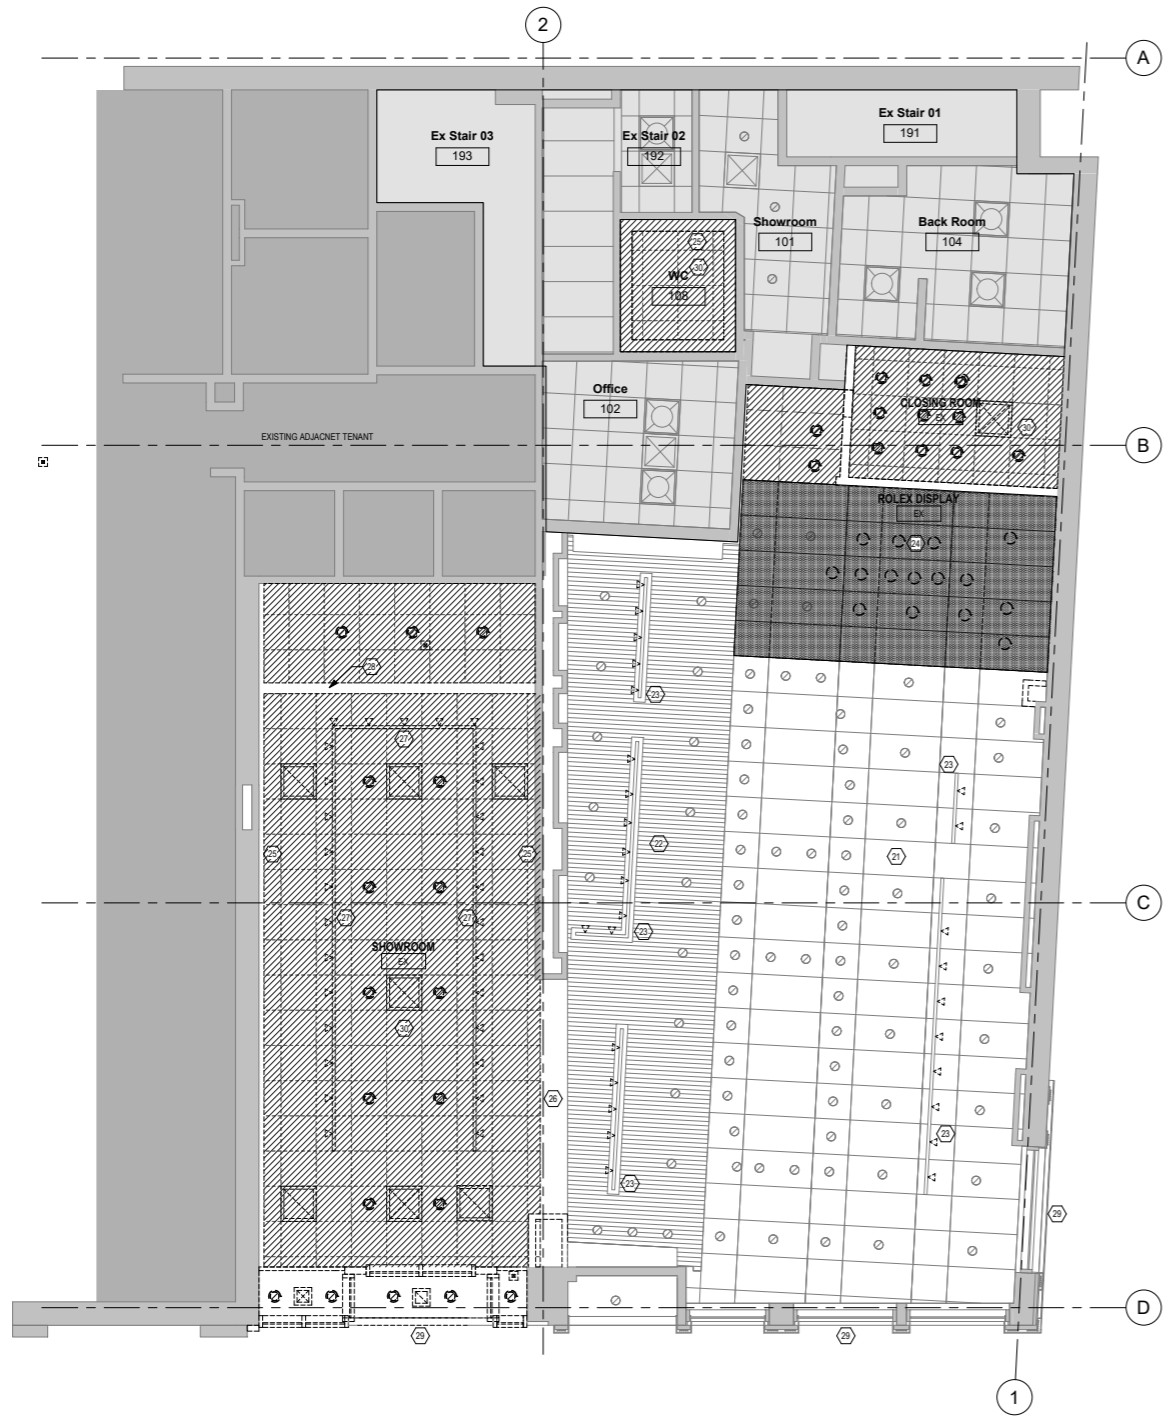 2
A
Ex Stair 03
193
Ex Stair 02
192
Ex Stair 01
191
Showroom
101
Back Room
104
25
30
WC
108
Office
102
CLOSING ROOM
EX
30
EXISTING ADJACNET TENANT
B
ROLEX DISPLAY
EX
24
28
23
27
23
22
21
25
25
C
27
27
23
SHOWROOM
EX
30
26
23
23
29
D
29
29
1